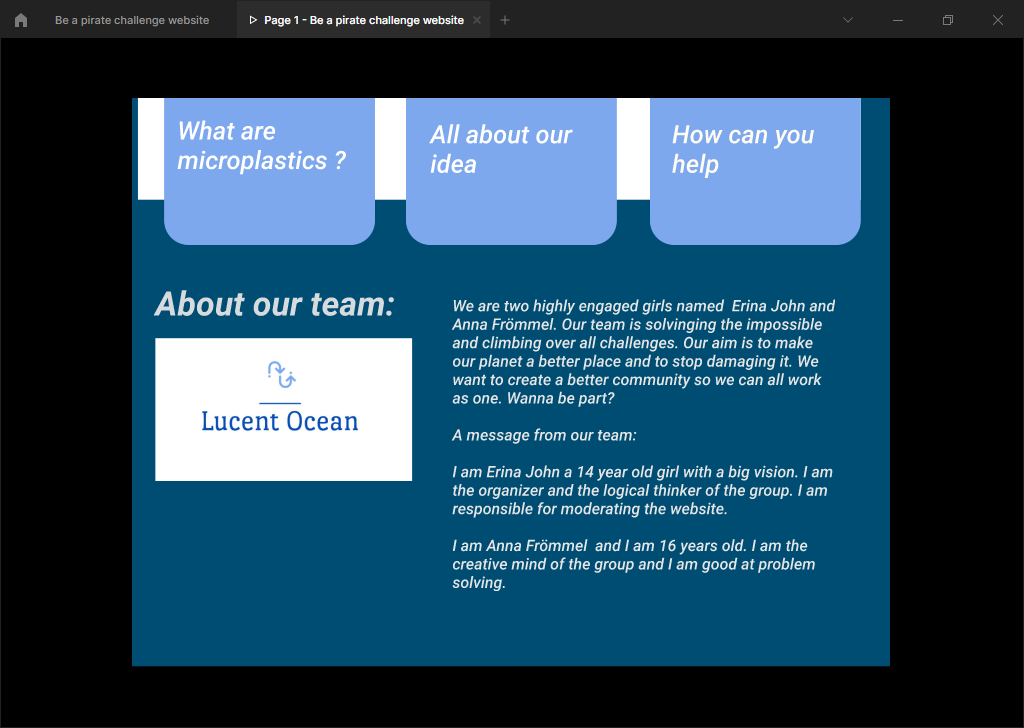 Be a pirate challenge website
Page 1 - Be a pirate challenge website
What are
microplastics ?
All about our
idea
How can you
help
About our team:
Lucent Ocean
We are two highly engaged girls named  Erina John and
Anna Frömmel. Our team is solvinging the impossible
and climbing over all challenges. Our aim is to make
our planet a better place and to stop damaging it. We
want to create a better community so we can all work
as one. Wanna be part?
A message from our team:
I am Erina John a 14 year old girl with a big vision. I am
the organizer and the logical thinker of the group. I am
responsible for moderating the website.
I am Anna Frömmel  and I am 16 years old. I am the
creative mind of the group and I am good at problem
solving.